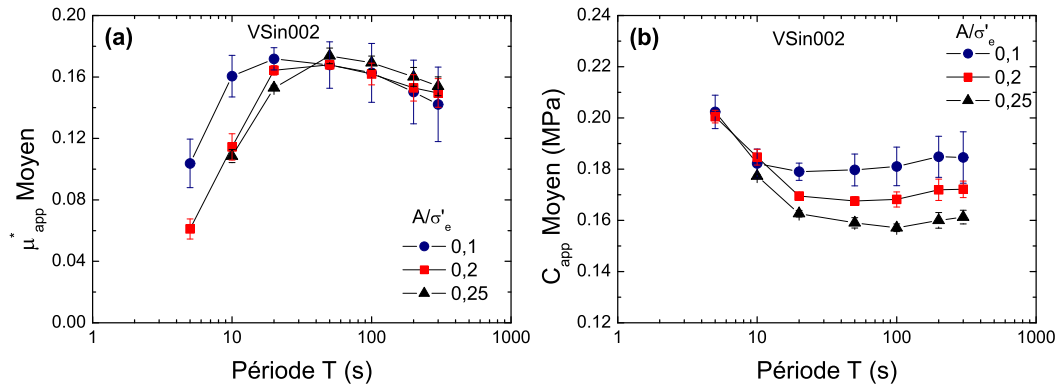 (a)
VSin002
0.20
0.16
0.12
0.08
0.04
0.00
μ*app Moyen
A/σ'e
0,1
0,2
0,25
1
10
100
1000
Période T (s)
(b)
VSin002
0.24
0.22
0.20
0.18
0.16
0.14
0.12
Capp Moyen (MPa)
A/σ'e
0,1
0,2
0,25
1
10
100
1000
Période T (s)